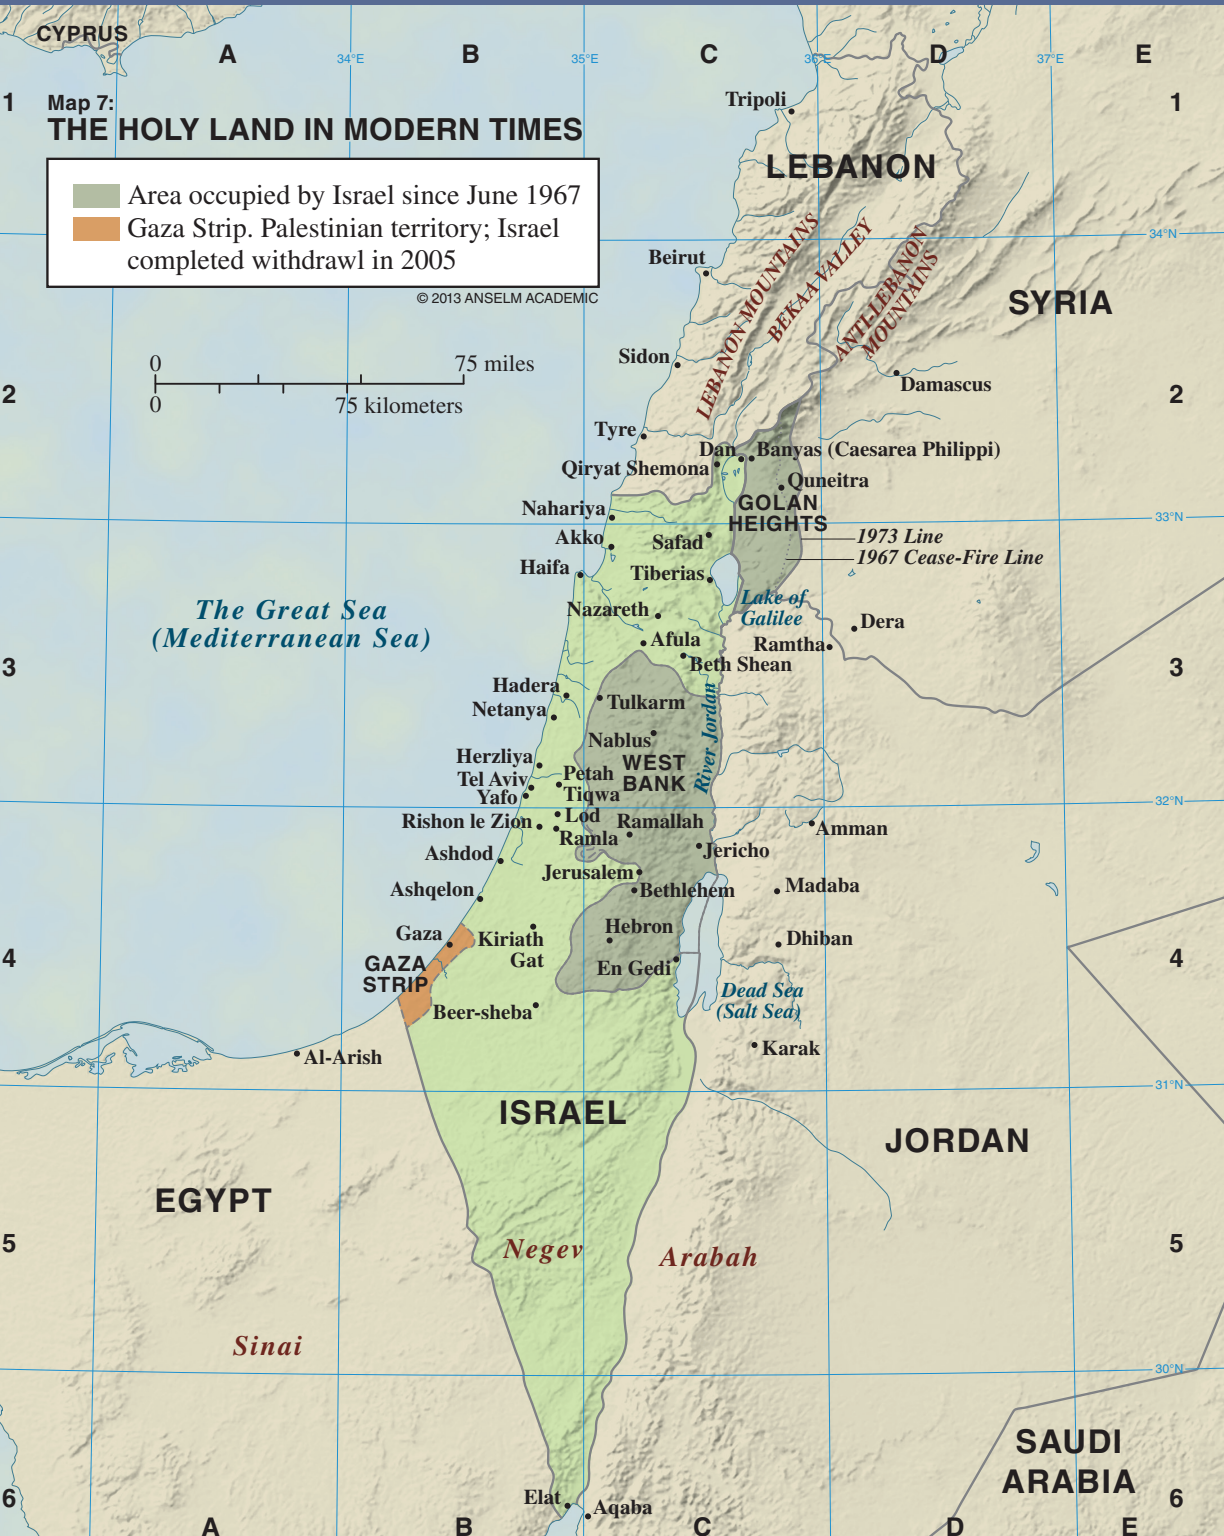 CYPRUS
A
B
C
D
E
34°E
35°E
36°E
37°E
1
Map 7:
THE HOLY LAND IN MODERN TIMES
Tripoli
1
LEBANON
Area occupied by Israel since June 1967
Gaza Strip. Palestinian territory; Israel
completed withdrawl in 2005
© 2013 ANSELM ACADEMIC
34°N
Beirut
LEBANON MOUNTAINS
BEKAA VALLEY
ANTI-LEBANON
MOUNTAINS
SYRIA
0
75 miles
0
75 kilometers
Sidon
Damascus
2
2
Tyre
Dan
Banyas (Caesarea Philippi)
Qiryat Shemona
Quneitra
GOLAN
HEIGHTS
Nahariya
33°N
Akko
Safad
1973 Line
1967 Cease-Fire Line
Haifa
Tiberias
Lake of
Galilee
The Great Sea
(Mediterranean Sea)
Nazareth
Dera
Afula
Ramtha
Beth Shean
3
3
Hadera
Tulkarm
Netanya
River Jordan
Nablus
Herzliya
WEST
BANK
Petah
Tiqwa
Tel Aviv
Yafo
32°N
Lod
Rishon le Zion
Ramallah
Amman
Ramla
Ashdod
Jericho
Jerusalem
Ashqelon
Bethlehem
Madaba
Gaza
Kiriath
Gat
Hebron
Dhiban
4
4
GAZA
STRIP
En Gedi
Dead Sea
(Salt Sea)
Beer-sheba
Al-Arish
Karak
31°N
ISRAEL
JORDAN
EGYPT
5
5
Negev
Arabah
Sinai
30°N
SAUDI
ARABIA
6
6
Elat
Aqaba
A
B
C
D
E